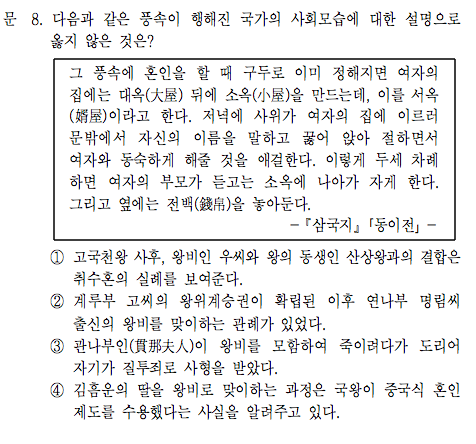 문 8. 다음과 같은 풍속이 행해진 국가의 사회모습에 대한 설명으로
옳지 않은 것은?
그 풍속에 혼인을 할 때 구두로 이미 정해지면 여자의
집에는 대옥(大屋) 뒤에 소옥(小屋)을 만드는데, 이를 서옥
(婿屋)이라고 한다. 저녁에 사위가 여자의 집에 이르러
문밖에서 자신의 이름을 말하고 꿇어 앉아 절하면서
여자와 동숙하게 해줄 것을 애걸한다. 이렇게 두세 차례
하면 여자의 부모가 듣고는 소옥에 나아가 자게 한다.
그리고 옆에는 전백(錢帛)을 놓아둔다.
-『삼국지』「동이전」-
① 고국천왕 사후, 왕비인 우씨와 왕의 동생인 산상왕과의 결합은
취수혼의 실례를 보여준다.
② 계루부 고씨의 왕위계승권이 확립된 이후 연나부 명림씨
출신의 왕비를 맞이하는 관례가 있었다.
③ 관나부인(貫那夫人)이 왕비를 모함하여 죽이려다가 도리어
자기가 질투죄로 사형을 받았다.
④ 김흠운의 딸을 왕비로 맞이하는 과정은 국왕이 중국식 혼인
제도를 수용했다는 사실을 알려주고 있다.